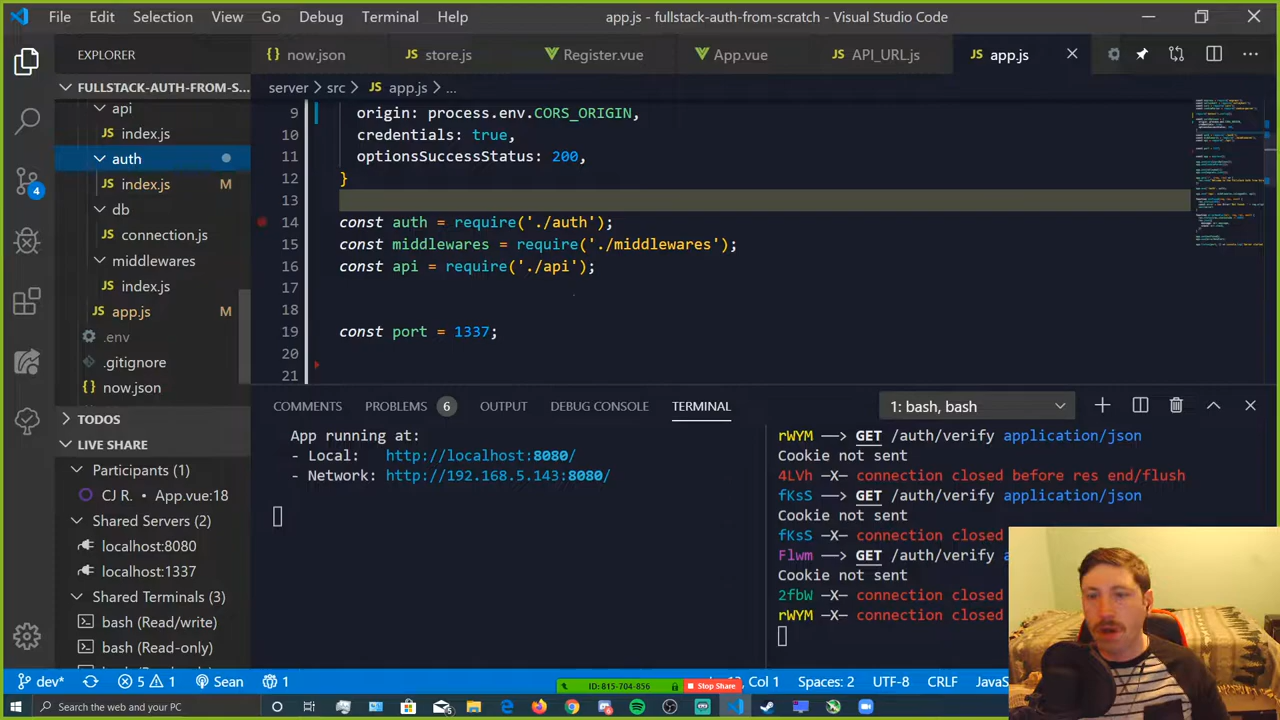 File Edit Selection View Go Debug Terminal Help app.js - fullstack-auth-from-scratch - Visual Studio Code
EXPLORER
FULLSTACK-AUTH-FROM-S...
api
index.js
auth
index.js M
db
connection.js
middlewares
index.js
app.js M
.env
.gitignore
now.json
TODOS
LIVE SHARE
Participants (1)
CJ R. • App.vue:18
Shared Servers (2)
localhost:8080
localhost:1337
Shared Terminals (3)
bash (Read/write)
bash (Read-only)
4
now.json JS store.js Register.vue App.vue JS API_URL.js JS app.js
server › src › JS app.js › ...
9 origin: process.env.CORS_ORIGIN,
10 credentials: true,
11 optionsSuccessStatus: 200,
12 }
13
14 const auth = require('./auth');
15 const middlewares = require('./middlewares');
16 const api = require('./api');
17
18
19 const port = 1337;
20
21
COMMENTS PROBLEMS 6 OUTPUT DEBUG CONSOLE TERMINAL 1: bash, bash
App running at:
- Local: http://localhost:8080/
- Network: http://192.168.5.143:8080/
rWYM —> GET /auth/verify application/json
Cookie not sent
4LVh —X— connection closed before res end/flush
fKsS —> GET /auth/verify application/json
Cookie not sent
fKsS —X— connection closed
Flwm —> GET /auth/verify
Cookie not sent
2fbW —X— connection closed
rWYM —X— connection closed
dev* 5 1 Sean 1 Col 1 Spaces: 2 UTF-8 CRLF
ID: 815-704-856 Stop Share
Type here to search